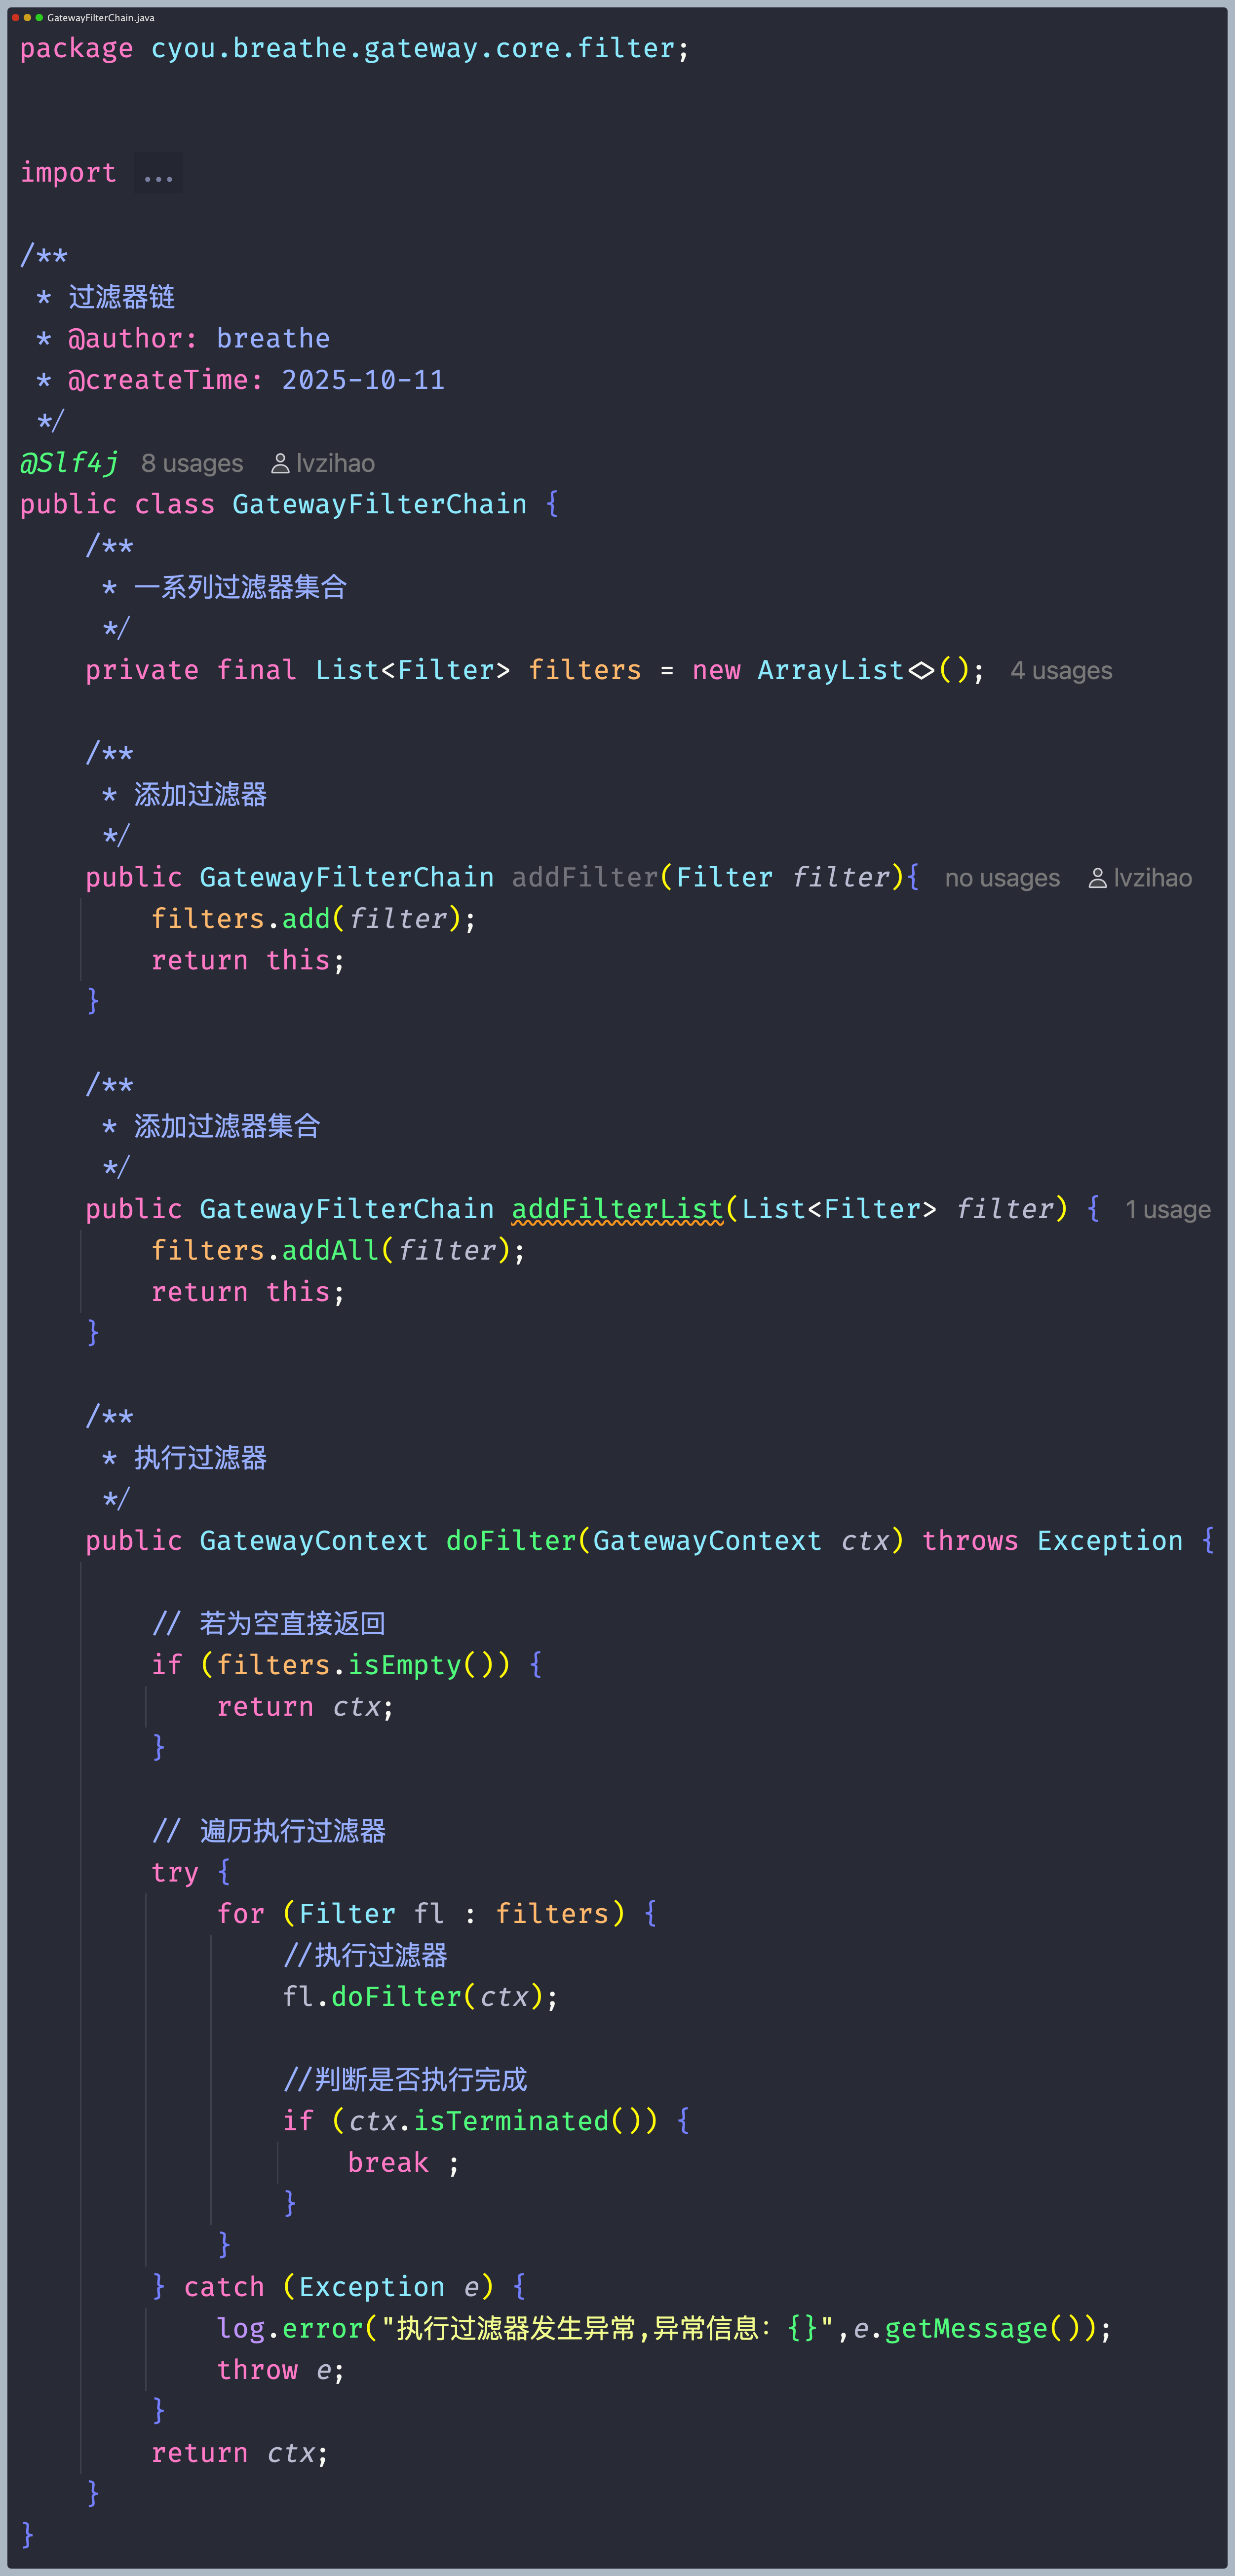 GatewayFilterChain.java
package cyou.breathe.gateway.core.filter;
import ...
/**
* 过滤器链
* @author: breathe
* @createTime: 2025-10-11
*/
@Slf4j 8 usages lvzihao
public class GatewayFilterChain {
/**
* 一系列过滤器集合
*/
private final List<Filter> filters = new ArrayList<>(); 4 usages
/**
* 添加过滤器
*/
public GatewayFilterChain addFilter(Filter filter){ no usages lvzihao
filters.add(filter);
return this;
}
/**
* 添加过滤器集合
*/
public GatewayFilterChain addFilterList(List<Filter> filter) { 1 usage
filters.addAll(filter);
return this;
}
/**
* 执行过滤器
*/
public GatewayContext doFilter(GatewayContext ctx) throws Exception {
// 若为空直接返回
if (filters.isEmpty()) {
return ctx;
}
// 遍历执行过滤器
try {
for (Filter fl : filters) {
//执行过滤器
fl.doFilter(ctx);
//判断是否执行完成
if (ctx.isTerminated()) {
break ;
}
}
} catch (Exception e) {
log.error("执行过滤器发生异常,异常信息：{}",e.getMessage());
throw e;
}
return ctx;
}
}